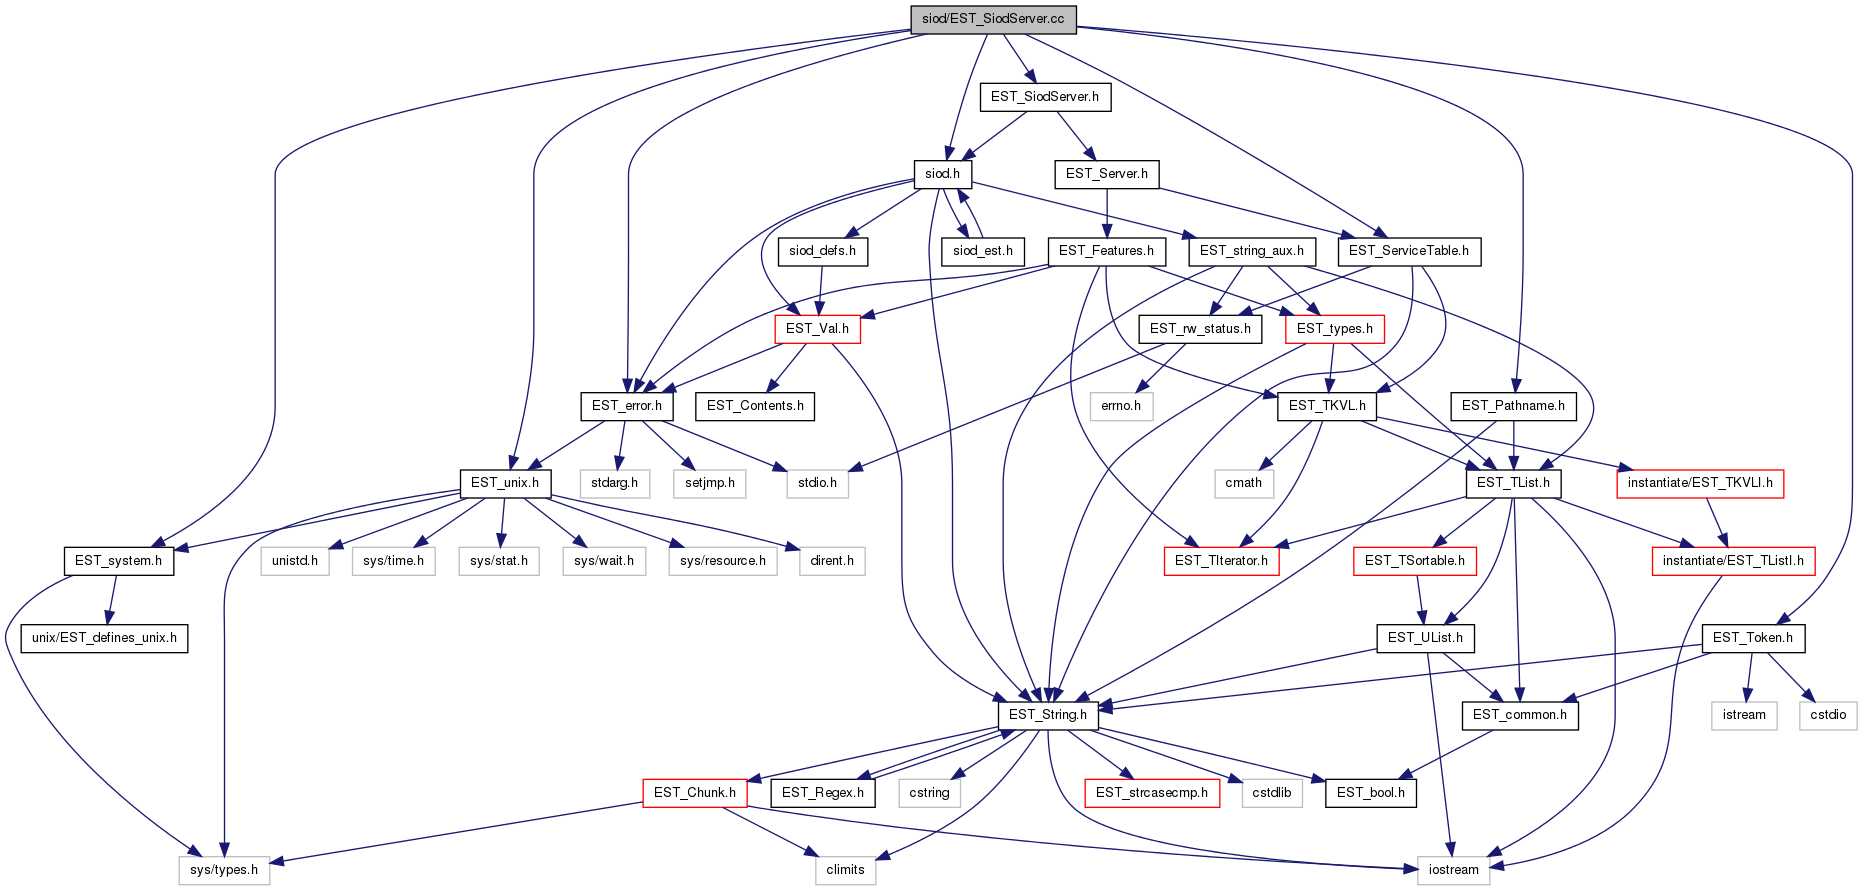 siod/EST_SiodServer.cc
EST_SiodServer.h
siod.h
EST_Server.h
siod_defs.h
siod_est.h
EST_Features.h
EST_string_aux.h
EST_ServiceTable.h
EST_Val.h
EST_rw_status.h
EST_types.h
EST_error.h
EST_Contents.h
errno.h
EST_TKVL.h
EST_Pathname.h
EST_unix.h
stdarg.h
setjmp.h
stdio.h
cmath
EST_TList.h
instantiate/EST_TKVLI.h
EST_system.h
unistd.h
sys/time.h
sys/stat.h
sys/wait.h
sys/resource.h
dirent.h
EST_TIterator.h
EST_TSortable.h
instantiate/EST_TListI.h
unix/EST_defines_unix.h
EST_UList.h
EST_Token.h
EST_String.h
EST_common.h
istream
cstdio
EST_Chunk.h
EST_Regex.h
cstring
EST_strcasecmp.h
cstdlib
EST_bool.h
sys/types.h
climits
iostream